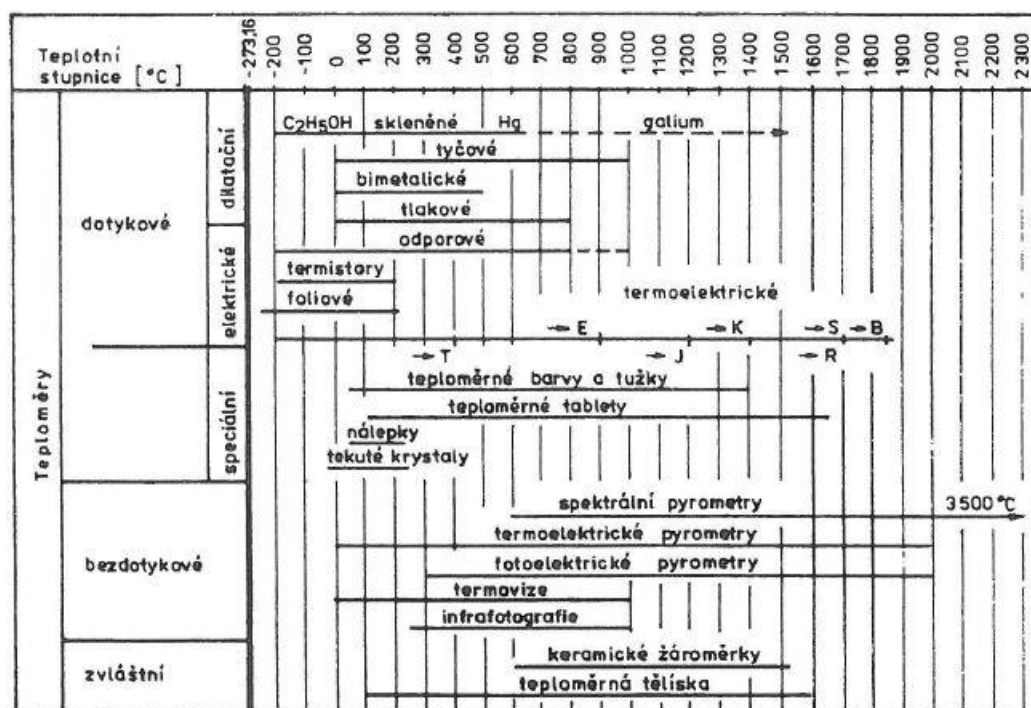 Teplotní
stupnice [°C]
-273,16
-200
-100
0
100
200
300
400
500
600
700
800
900
1000
1100
1200
1300
1400
1500
1600
1700
1800
1900
2000
2100
2200
2300
Teploměry
dotykové
dilatační
C2H5OH skleněné Hg galium
tyčové
bimetalické
tlakové
elektrické
odporové
termistory
termoelektrické
foliové
E K S B
T J R
speciální
teploměrné barvy a tužky
teploměrné tablety
nálepky
tekuté krystaly
bezdotykové
spektrální pyrometry 3500 °C
termoelektrické pyrometry
fotoelektrické pyrometry
termovize
infrafotografie
zvláštní
keramické žároměrky
teploměrná tělíska